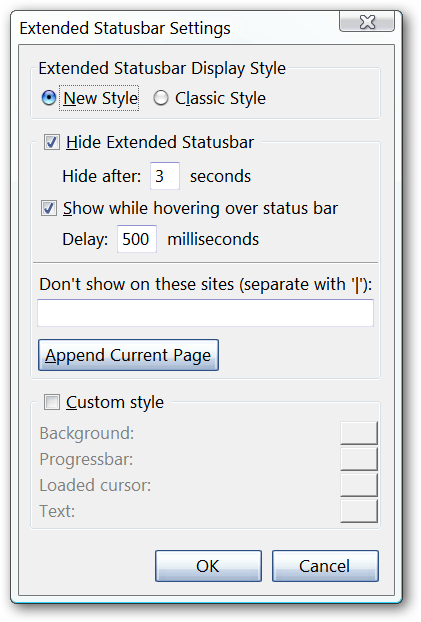 Extended Statusbar Settings
Extended Statusbar Display Style
New Style Classic Style
Hide Extended Statusbar
Hide after: 3 seconds
Show while hovering over status bar
Delay: 500 milliseconds
Don't show on these sites (separate with '|'):
Append Current Page
Custom style
Background:
Progressbar:
Loaded cursor:
Text:
OK Cancel